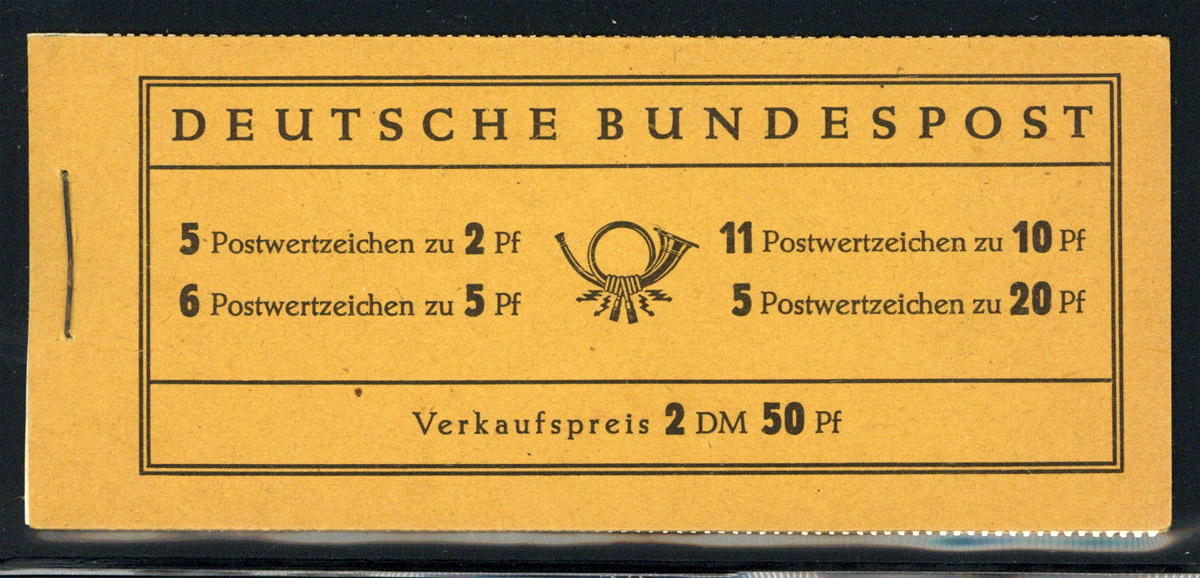 DEUTSCHE BUNDESPOST
5 Postwertzeichen zu 2 Pf
6 Postwertzeichen zu 5 Pf
11 Postwertzeichen zu 10 Pf
5 Postwertzeichen zu 20 Pf
Verkaufspreis 2 DM 50 Pf